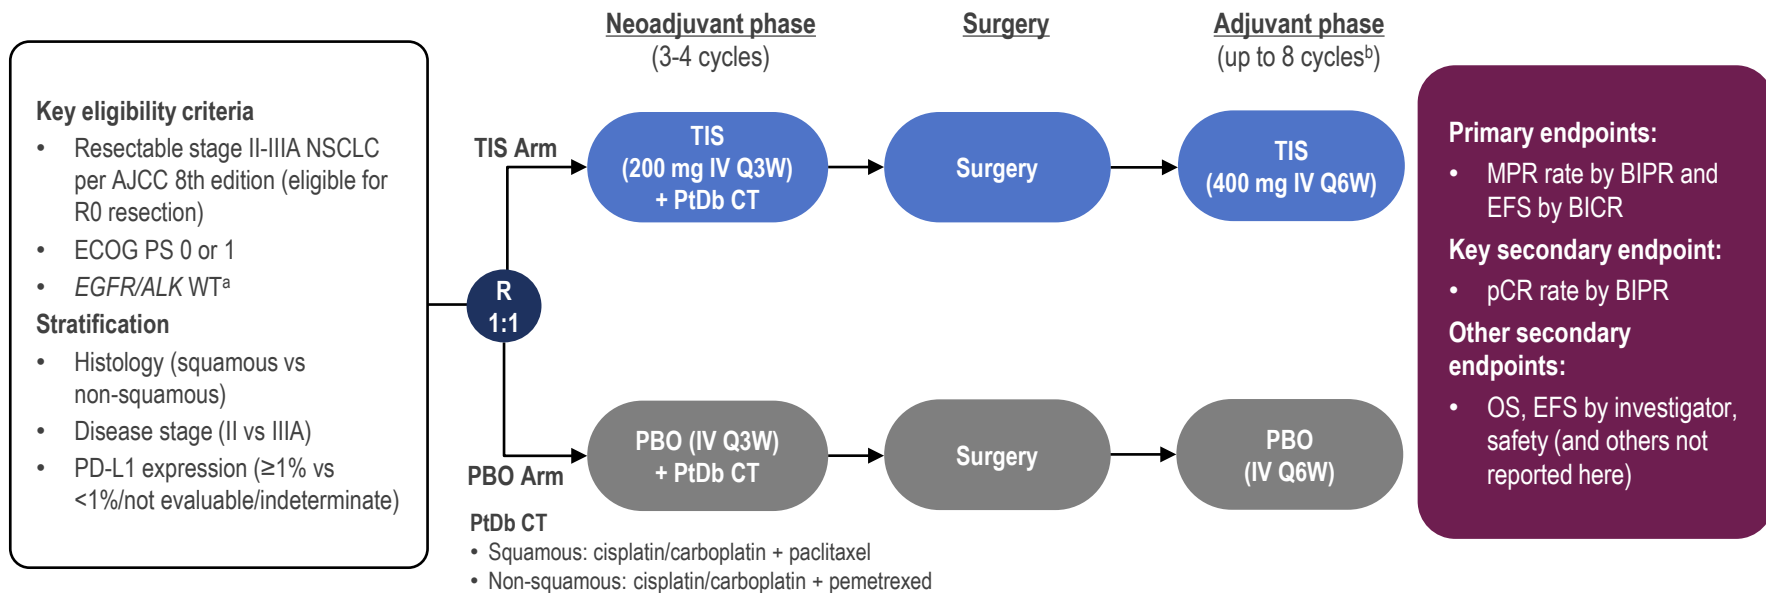 Key eligibility criteria
• Resectable stage II-IIIA NSCLC
per AJCC 8th edition (eligible for
R0 resection)
• ECOG PS 0 or 1
• EGFR/ALK WTᵃ
Stratification
• Histology (squamous vs
non-squamous)
• Disease stage (II vs IIIA)
• PD-L1 expression (≥1% vs
<1%/not evaluable/indeterminate)
R
1:1
Neoadjuvant phase
(3-4 cycles)
Surgery
Adjuvant phase
(up to 8 cyclesᵇ)
TIS Arm
TIS
(200 mg IV Q3W)
+ PtDb CT
Surgery
TIS
(400 mg IV Q6W)
PBO Arm
PBO (IV Q3W)
+ PtDb CT
Surgery
PBO
(IV Q6W)
PtDb CT
• Squamous: cisplatin/carboplatin + paclitaxel
• Non-squamous: cisplatin/carboplatin + pemetrexed
Primary endpoints:
• MPR rate by BIPR and
EFS by BICR
Key secondary endpoint:
• pCR rate by BIPR
Other secondary
endpoints:
• OS, EFS by investigator,
safety (and others not
reported here)